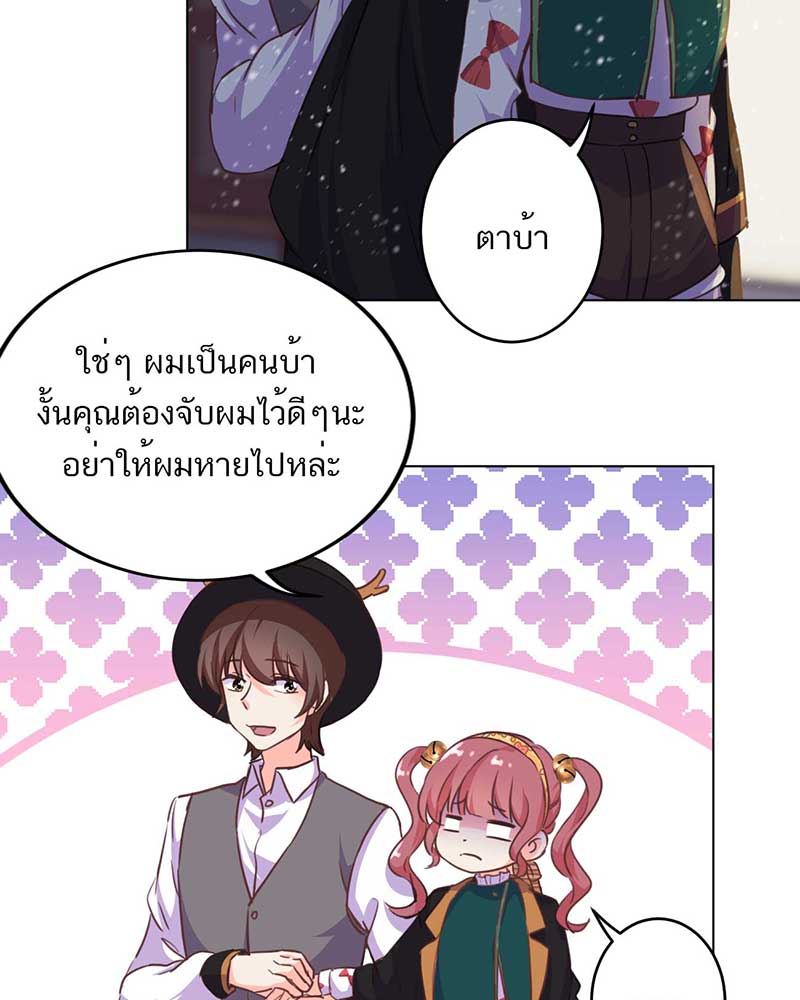 ตาบ้า
ใช่ๆ ผมเป็นคนบ้า
งั้นคุณต้องจับผมไว้ดีๆนะ
อย่าให้ผมหายไปหล่ะ